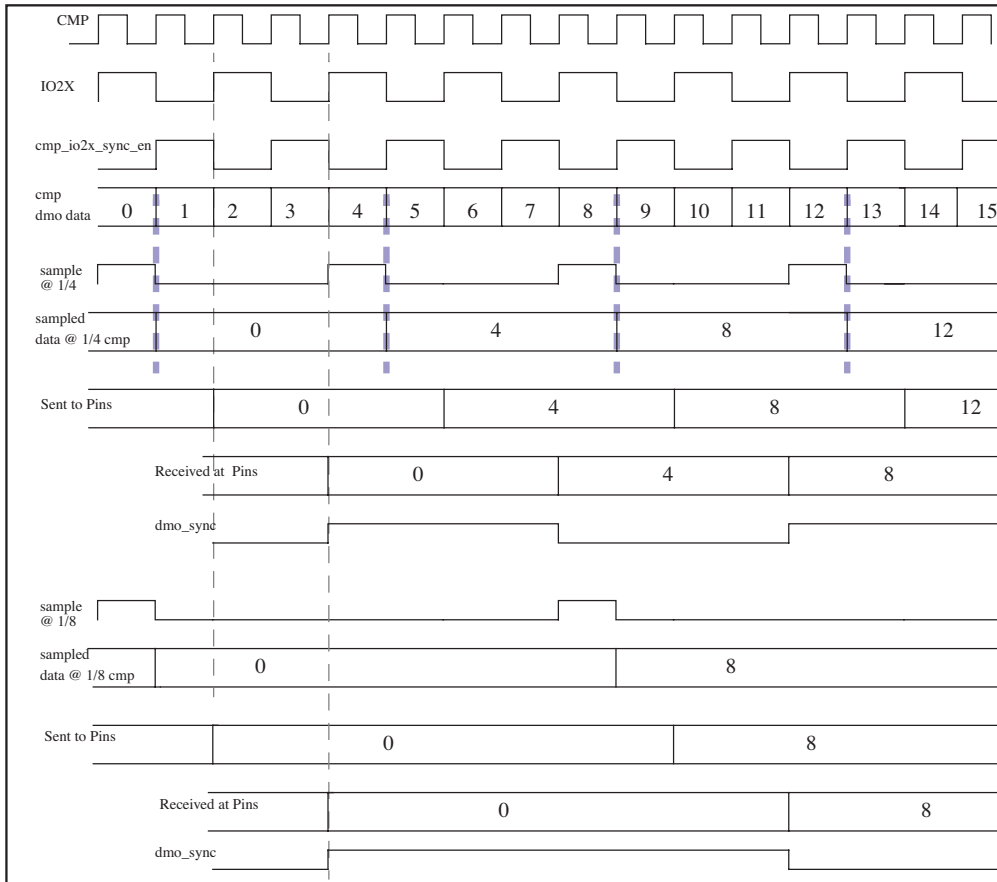 CMP
IO2X
cmp_io2x_sync_en
cmp
dmo data
0 1 2 3 4 5 6 7 8 9 10 11 12 13 14 15
sample
@ 1/4
sampled
data @ 1/4 cmp
0 4 8 12
Sent to Pins
0 4 8 12
Received at Pins
0 4 8
dmo_sync
sample
@ 1/8
sampled
data @ 1/8 cmp
0 8
Sent to Pins
0 8
Received at Pins
0 8
dmo_sync